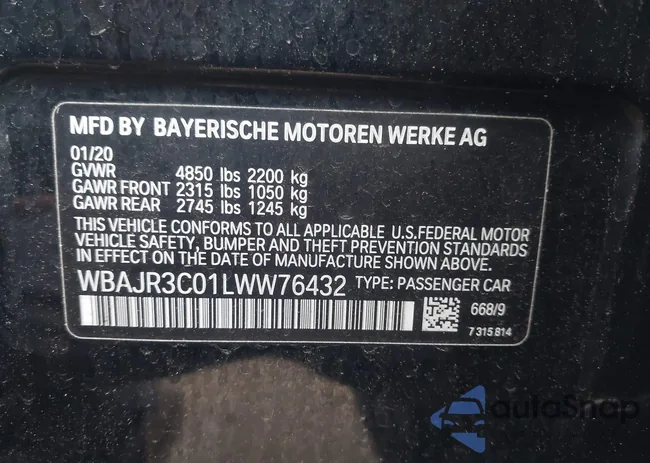 MFD BY BAYERISCHE MOTOREN WERKE AG
01/20
GVWR 4850 lbs 2200 kg
GAWR FRONT 2315 lbs 1050 kg
GAWR REAR 2745 lbs 1245 kg
THIS VEHICLE CONFORMS TO ALL APPLICABLE U.S.FEDERAL MOTOR
VEHICLE SAFETY, BUMPER AND THEFT PREVENTION STANDARDS
IN EFFECT ON THE DATE OF MANUFACTURE SHOWN ABOVE.
WBAJR3C01LWW76432 TYPE: PASSENGER CAR
668/9
7 315 814
autoSnap